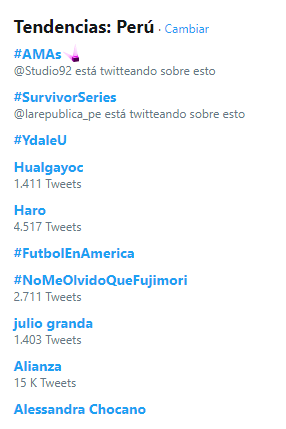 Tendencias: Perú · Cambiar
#AMAs
@Studio92 está twitteando sobre esto
#SurvivorSeries
@larepublica_pe está twitteando sobre esto
#YdaleU
Hualgayoc
1.411 Tweets
Haro
4.517 Tweets
#FutbolEnAmerica
#NoMeOlvidoQueFujimori
2.711 Tweets
julio granda
1.403 Tweets
Alianza
15 K Tweets
Alessandra Chocano